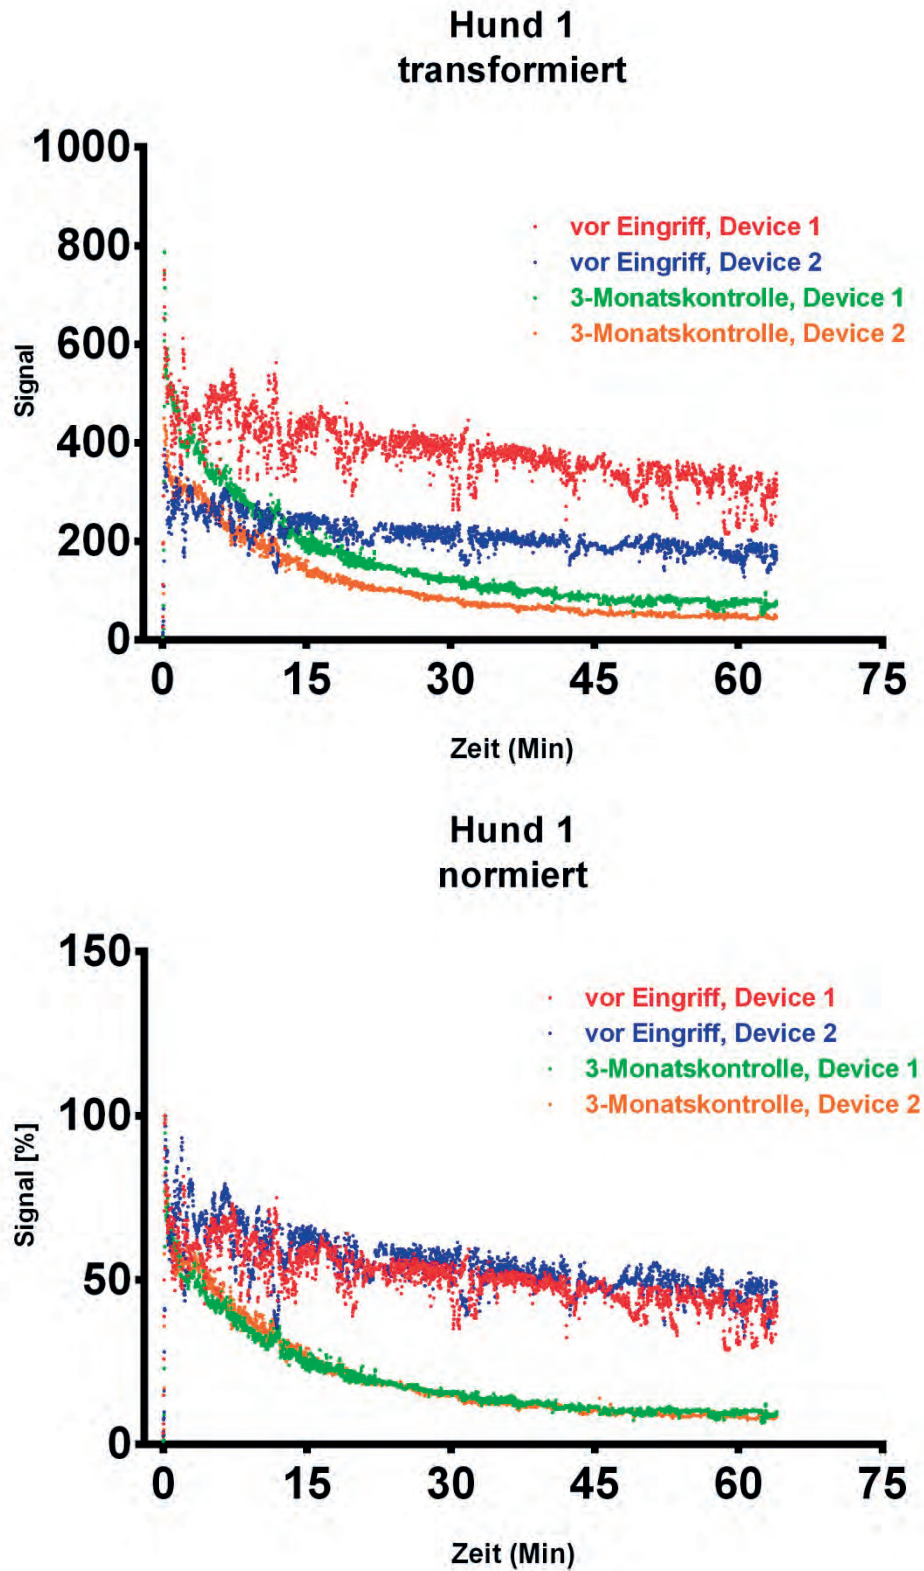 Hund 1
transformiert
1000
800
600
400
200
0
Signal
vor Eingriff, Device 1
vor Eingriff, Device 2
3-Monatskontrolle, Device 1
3-Monatskontrolle, Device 2
0 15 30 45 60 75
Zeit (Min)
Hund 1
normiert
150
100
50
0
Signal [%]
vor Eingriff, Device 1
vor Eingriff, Device 2
3-Monatskontrolle, Device 1
3-Monatskontrolle, Device 2
0 15 30 45 60 75
Zeit (Min)